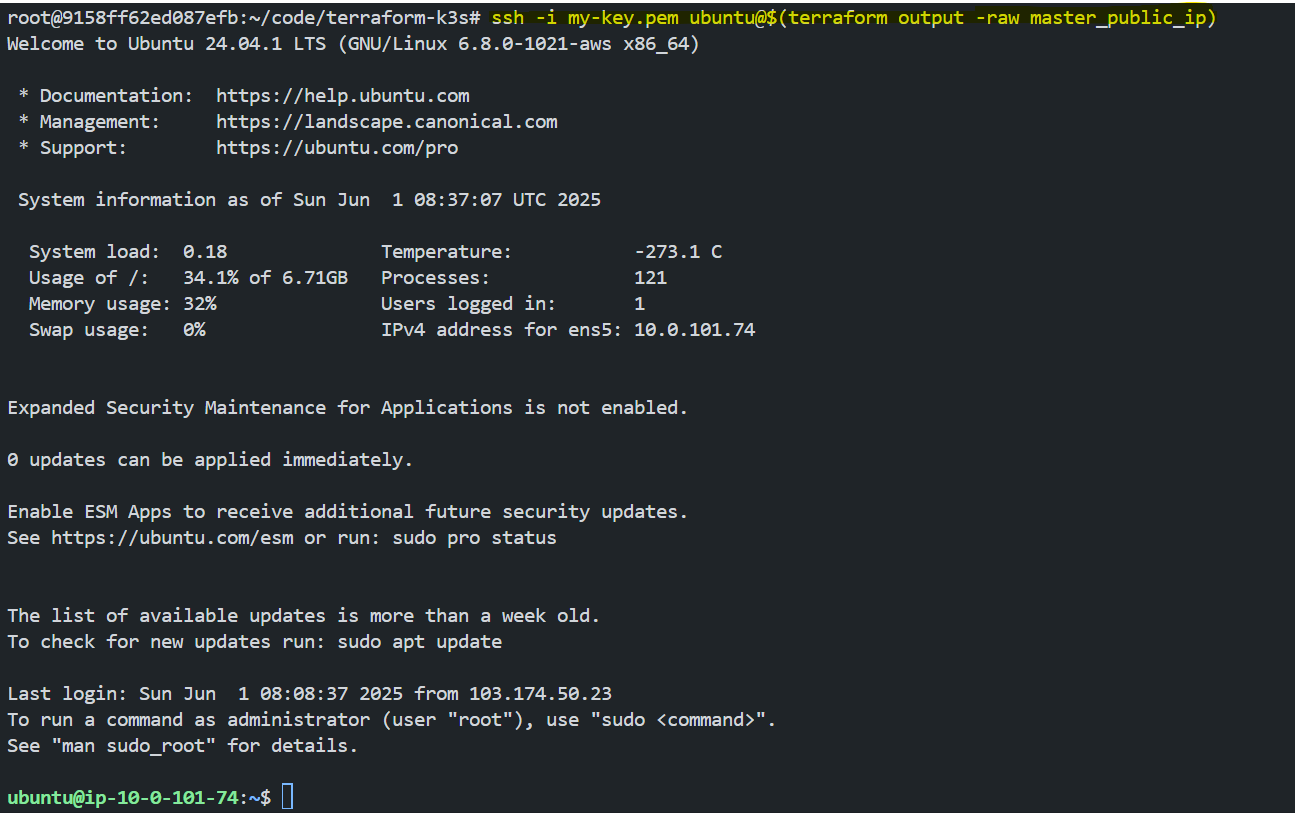 root@9158ff62ed087efb:~/code/terraform-k3s# ssh -i my-key.pem ubuntu@$(terraform output -raw master_public_ip)
Welcome to Ubuntu 24.04.1 LTS (GNU/Linux 6.8.0-1021-aws x86_64)
* Documentation:  https://help.ubuntu.com
* Management:     https://landscape.canonical.com
* Support:        https://ubuntu.com/pro
System information as of Sun Jun  1 08:37:07 UTC 2025
System load:  0.18              Temperature:           -273.1 C
Usage of /:   34.1% of 6.71GB   Processes:             121
Memory usage: 32%               Users logged in:       1
Swap usage:   0%                IPv4 address for ens5: 10.0.101.74
Expanded Security Maintenance for Applications is not enabled.
0 updates can be applied immediately.
Enable ESM Apps to receive additional future security updates.
See https://ubuntu.com/esm or run: sudo pro status
The list of available updates is more than a week old.
To check for new updates run: sudo apt update
Last login: Sun Jun  1 08:08:37 2025 from 103.174.50.23
To run a command as administrator (user "root"), use "sudo <command>".
See "man sudo_root" for details.
ubuntu@ip-10-0-101-74:~$